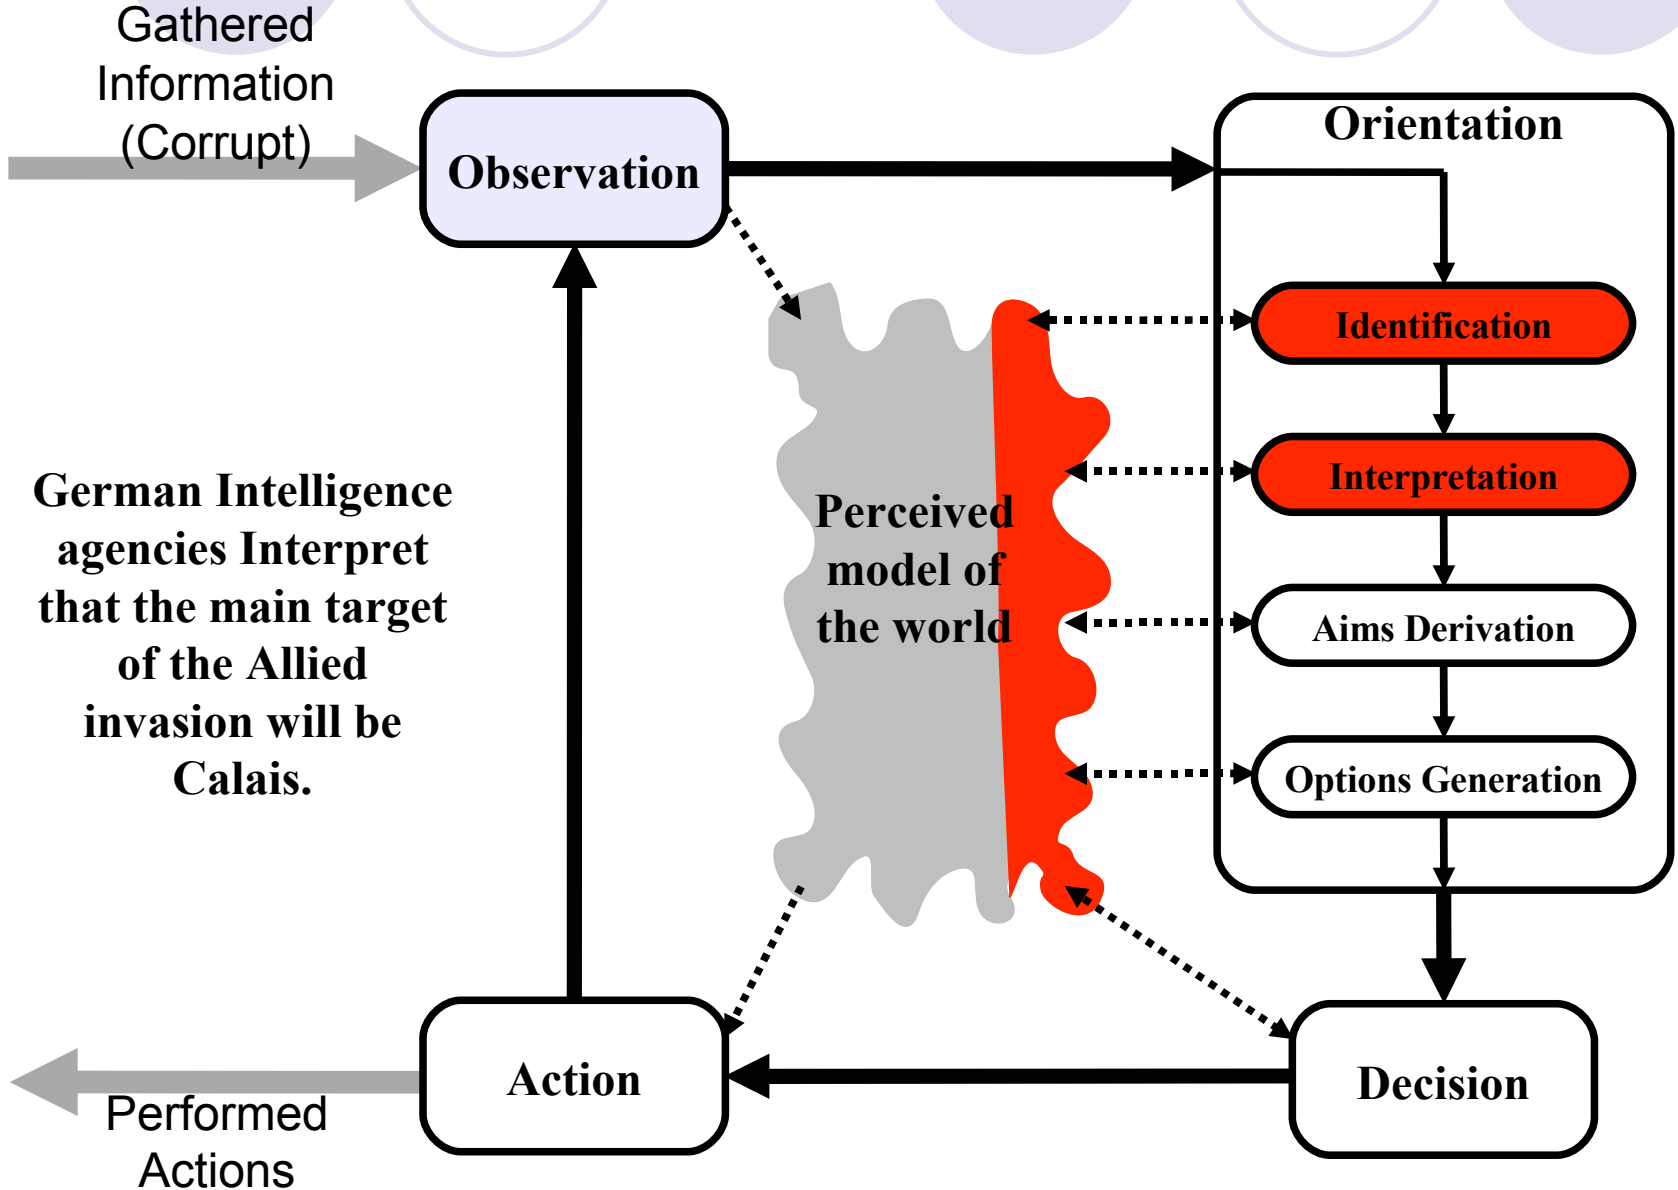 Gathered
Information
(Corrupt)
Observation
Orientation
Identification
Interpretation
Aims Derivation
Options Generation
German Intelligence
agencies Interpret
that the main target
of the Allied
invasion will be
Calais.
Perceived
model of
the world
Action
Decision
Performed
Actions